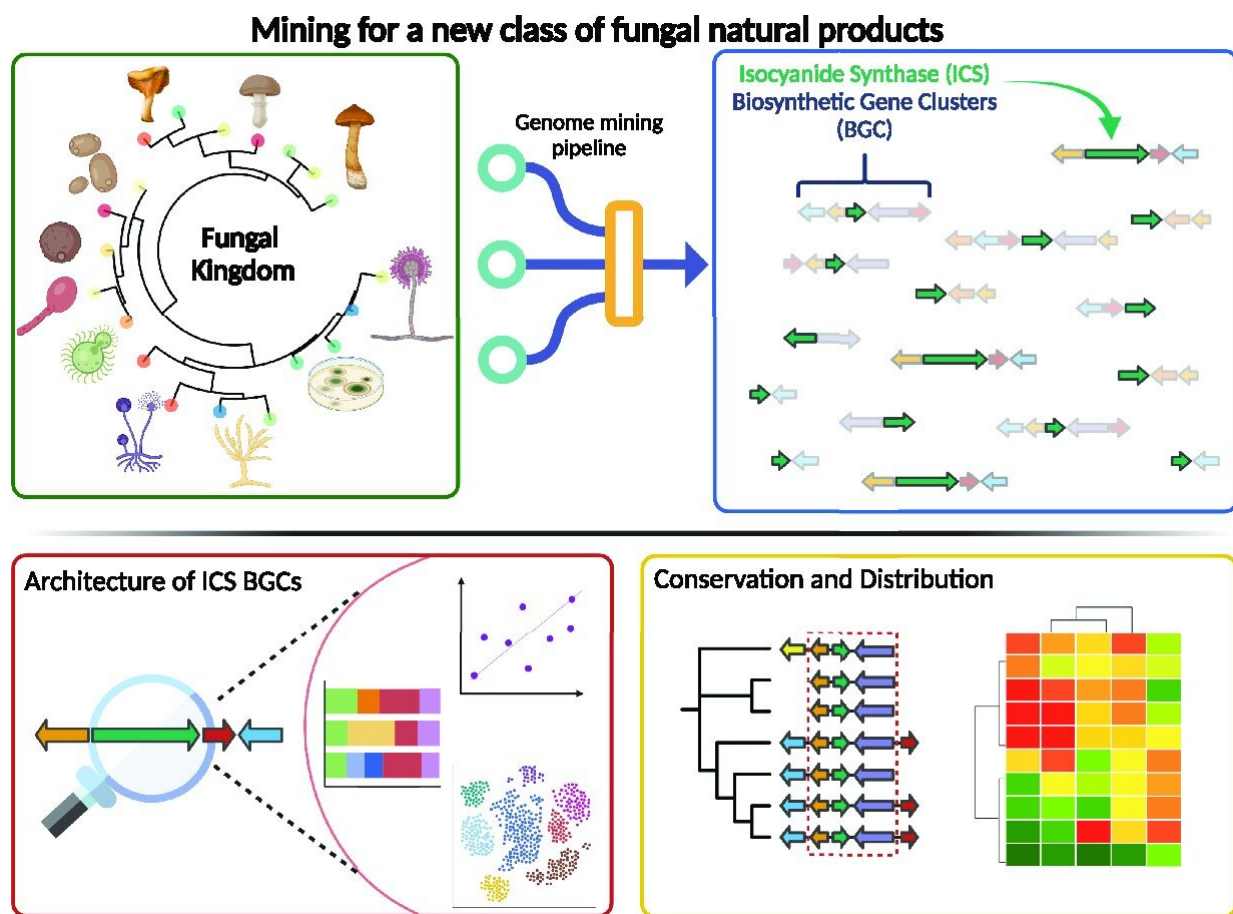 Mining for a new class of fungal natural products
Fungal
Kingdom
Genome mining
pipeline
Isocyanide Synthase (ICS)
Biosynthetic Gene Clusters
(BGC)
Architecture of ICS BGCs
Conservation and Distribution